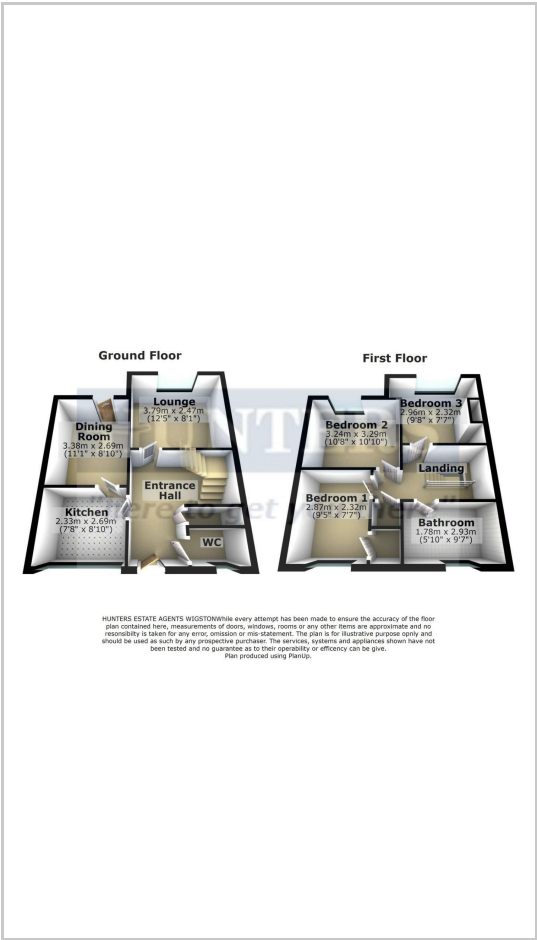 Ground Floor
Lounge
3.79m x 2.47m
(12'5" x 8'1")
Dining
Room
3.38m x 2.69m
(11'1" x 8'10")
Entrance
Hall
Kitchen
2.33m x 2.69m
(7'8" x 8'10")
WC
First Floor
Bedroom 3
2.96m x 2.32m
(9'8" x 7'7")
Bedroom 2
3.24m x 3.29m
(10'8" x 10'10")
Landing
Bedroom 1
2.87m x 2.32m
(9'5" x 7'7")
Bathroom
1.78m x 2.93m
(5'10" x 9'7")
HUNTERS ESTATE AGENTS WIGSTONWhile every attempt has been made to ensure the accuracy of the floor
plan contained here, measurements of doors, windows, rooms or any other items are approximate and no
resonsibilty is taken for any error, omission or mis-statement. The plan is for illustrative purpose opnly and
should be used as such by any prospective purchaser. The services, systems and appliances shown have not
been tested and no guarantee as to their operability or efficency can be give.
Plan produced using PlanUp.